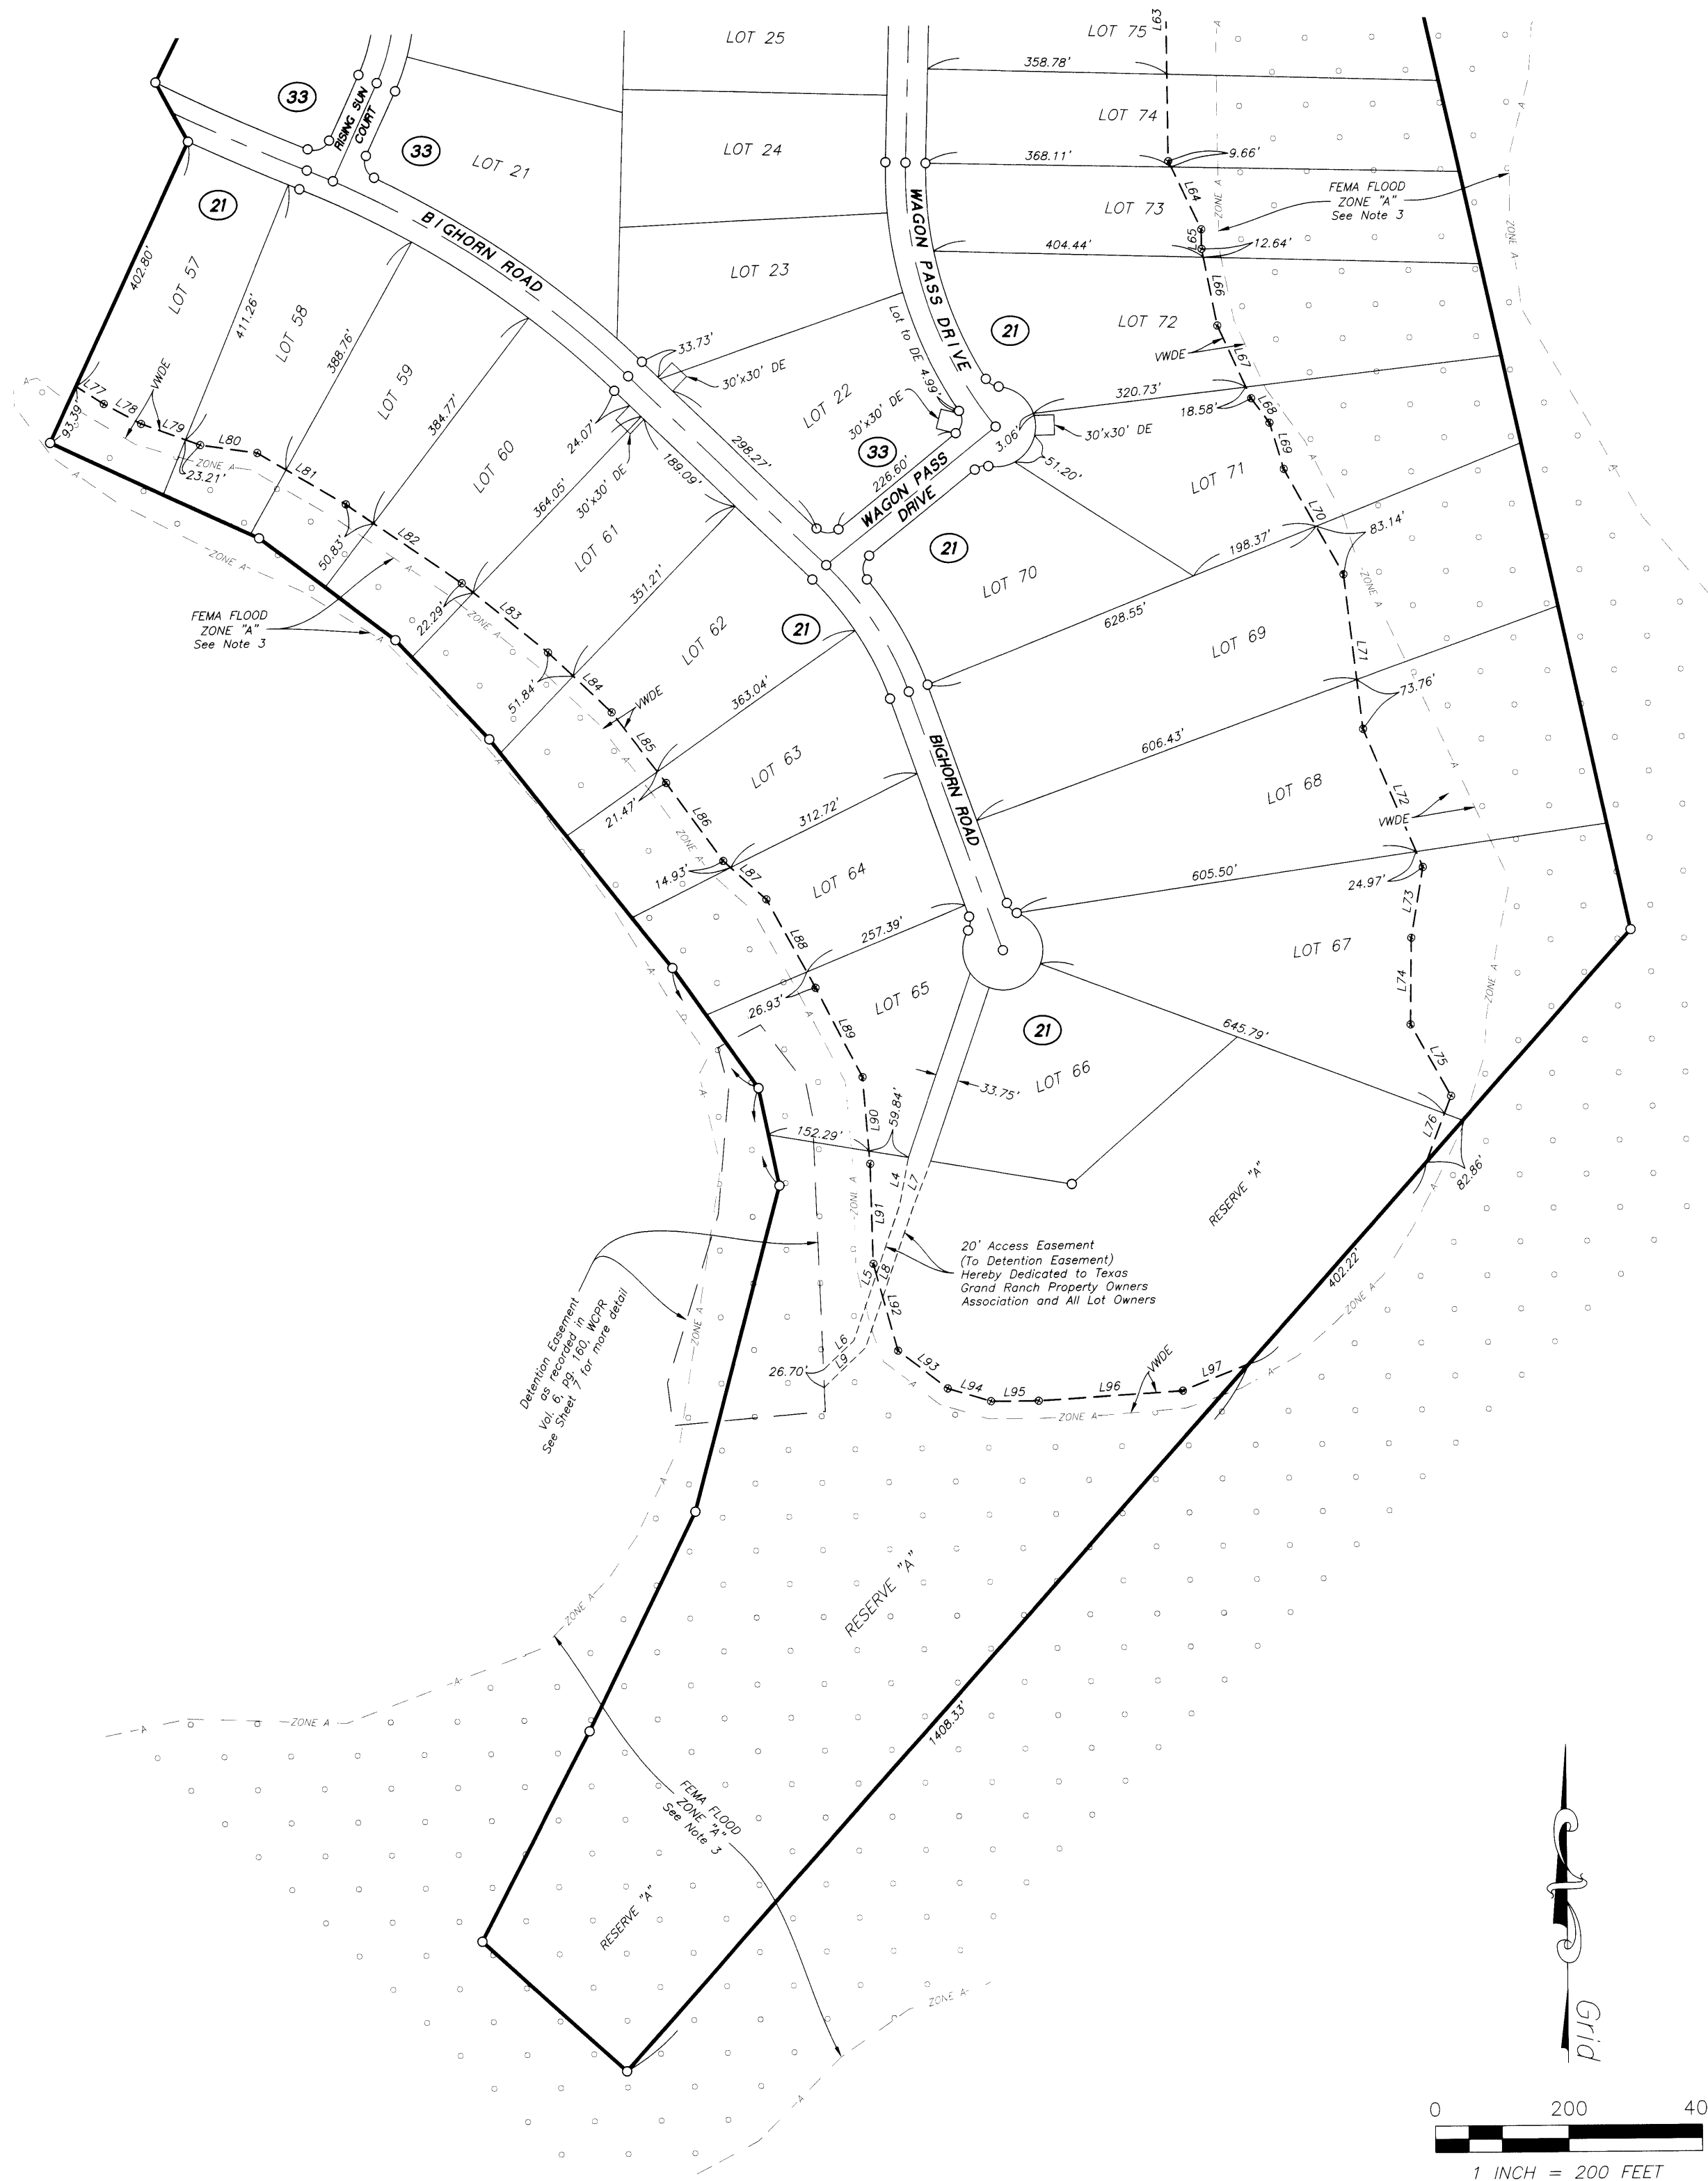 L63
A
LOT 25
LOT 75
358.78'
33
RISING SUN
COURT
33
LOT 21
LOT 24
LOT 74
A
368.11'
9.66'
ZONE A
FEMA FLOOD
ZONE "A"
See Note 3
L64
21
BIGHORN ROAD
WAGON PASS DRIVE
LOT 73
L65
404.44'
12.64'
ZONE A
402.80'
LOT 57
LOT 23
L66
411.26'
LOT 58
388.76'
Lot to DE 4.99'
21
LOT 72
VWDE
L67
33.73'
30'x30' DE
A
VWDE
LOT 59
LOT 22
30'x30' DE
320.73'
18.58'
L68
L77
L78
93.39'
L79
L80
384.77'
24.07'
298.27'
33
3.06'
30'x30' DE
L69
A
ZONE A
23.21'
L81
LOT 60
364.05'
30'x30' DE
189.09'
226.60'
WAGON PASS
DRIVE
51.20'
LOT 71
L70
50.83'
L82
LOT 61
21
198.37'
83.14'
ZONE A
A
LOT 70
ZONE A
FEMA FLOOD
ZONE "A"
See Note 3
22.29'
L83
ZONE A
351.21'
21
628.55'
LOT 69
A
LOT 62
L71
51.84'
L84
VWDE
363.04'
73.76'
L85
A
BIGHORN ROAD
606.43'
A
LOT 63
LOT 68
L72
VWDE
21.47'
L86
ZONE A
312.72'
14.93'
L87
LOT 64
605.50'
24.97'
L73
257.39'
LOT 67
L88
A
LOT 65
26.93'
A
L74
ZONE A
21
645.79'
L89
L75
LOT 66
33.75'
A
L90
59.84'
152.29'
L76
82.86'
A
L4
L7
ZONE A
RESERVE "A"
L91
20' Access Easement
(To Detention Easement)
Hereby Dedicated to Texas
Grand Ranch Property Owners
Association and All Lot Owners
L5
L8
402.22'
ZONE A
Detention Easement
as recorded in
Vol. 6, pg. 160, WCPR
See Sheet 7 for more detail
ZONE A
L92
L6
L9
26.70'
L93
A
L94
L95
L96
VWDE
L97
ZONE A
A
ZONE A
RESERVE "A"
A
A
ZONE A
1408.33'
FEMA FLOOD
ZONE "A"
See Note 3
RESERVE "A"
ZONE A
A
Grid
0
200
40
1 INCH = 200 FEET